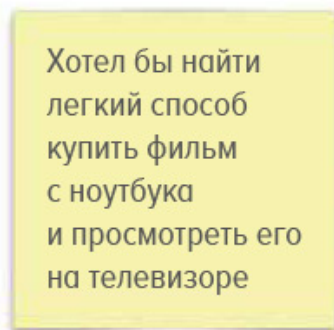 Хотел бы найти
легкий способ
купить фильм
с ноутбука
и просмотреть его
на телевизоре